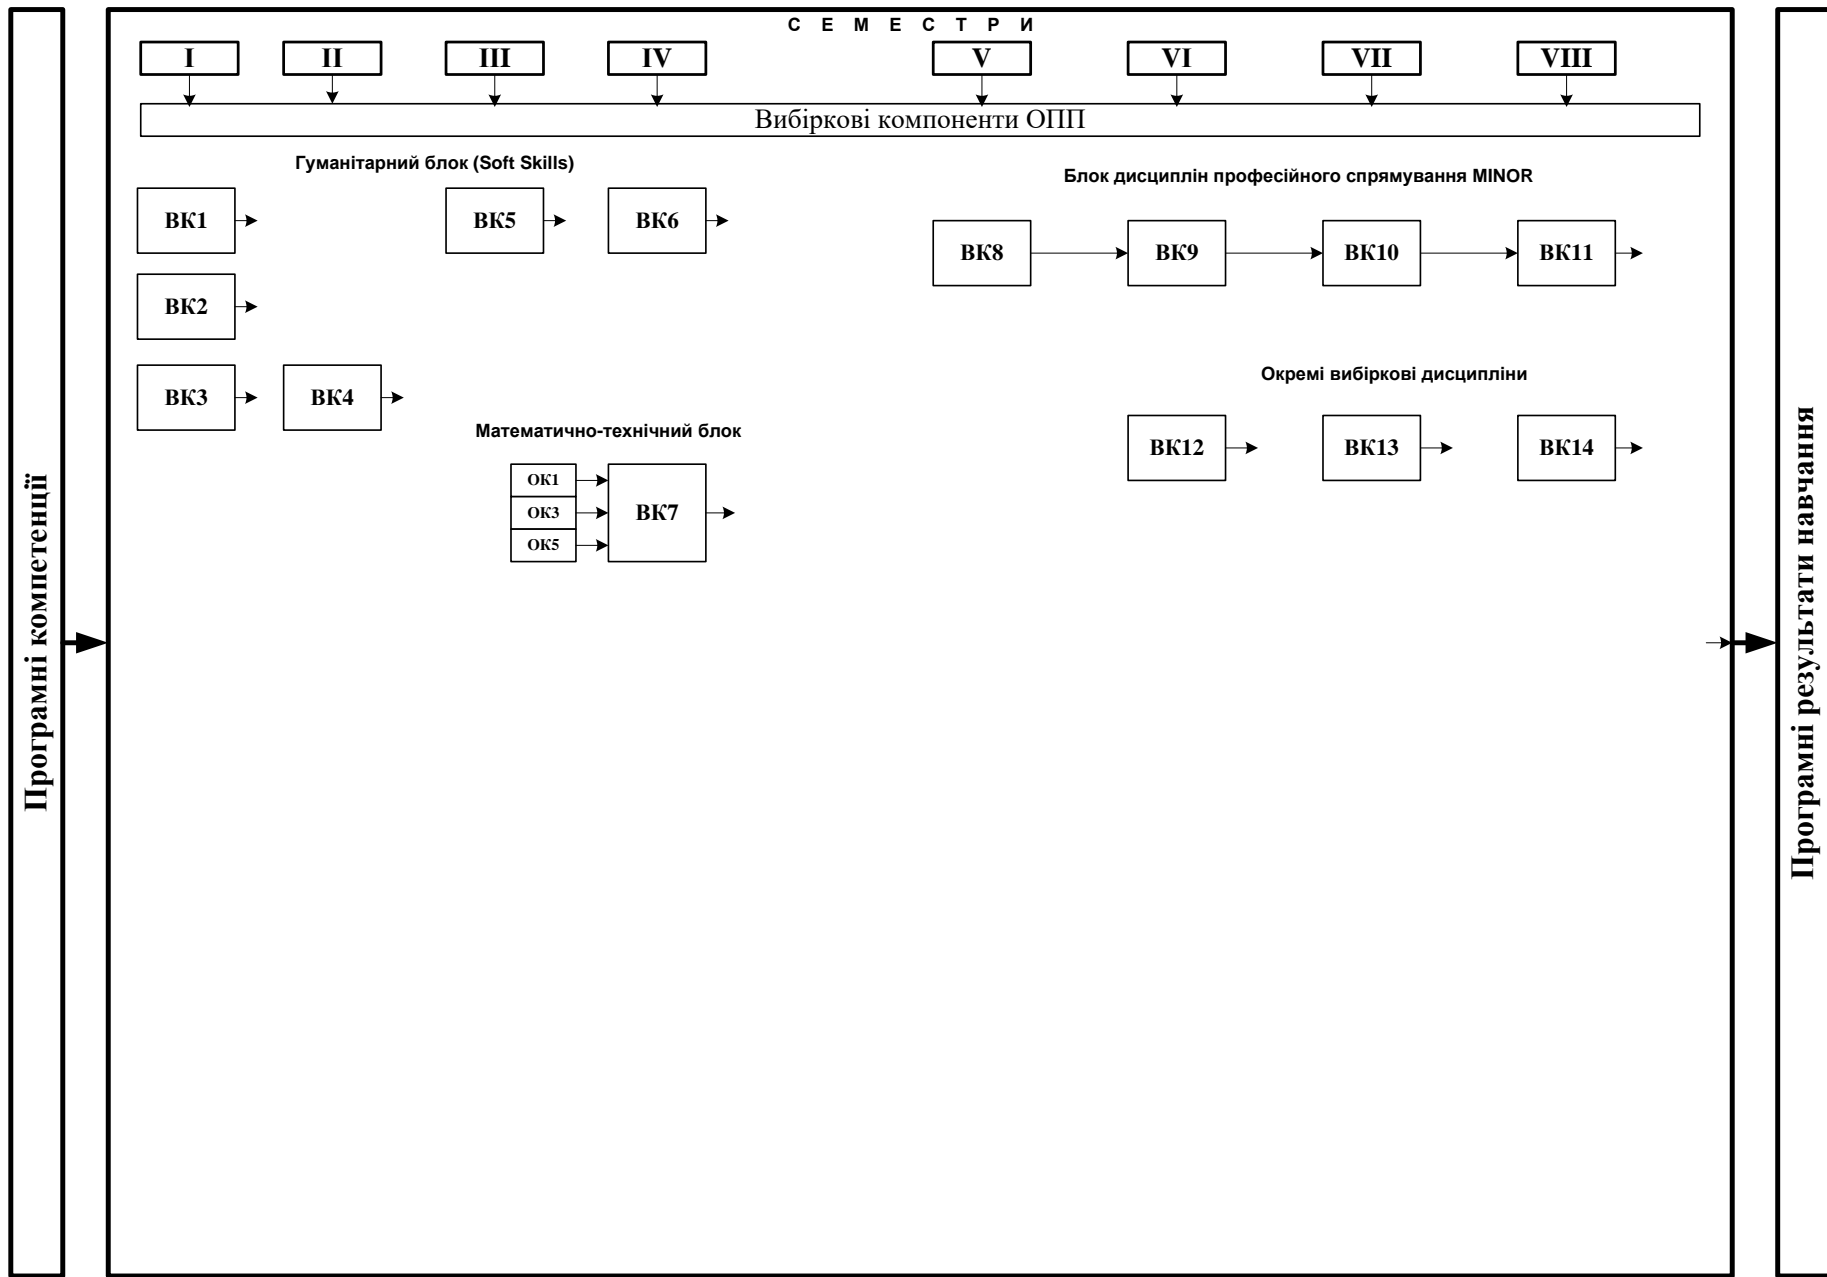 С Е М Е С Т Р И
I II III IV V VI VII VIII
Вибіркові компоненти ОПП
Гуманітарний блок (Soft Skills)
Блок дисциплін професійного спрямування MINOR
ВК1 ВК5 ВК6
ВК8 ВК9 ВК10 ВК11
ВК2
ВК3 ВК4
Окремі вибіркові дисципліни
Математично-технічний блок
ВК12 ВК13 ВК14
ОК1
ОК3
ОК5
ВК7
Програмні компетенції
Програмні результати навчання